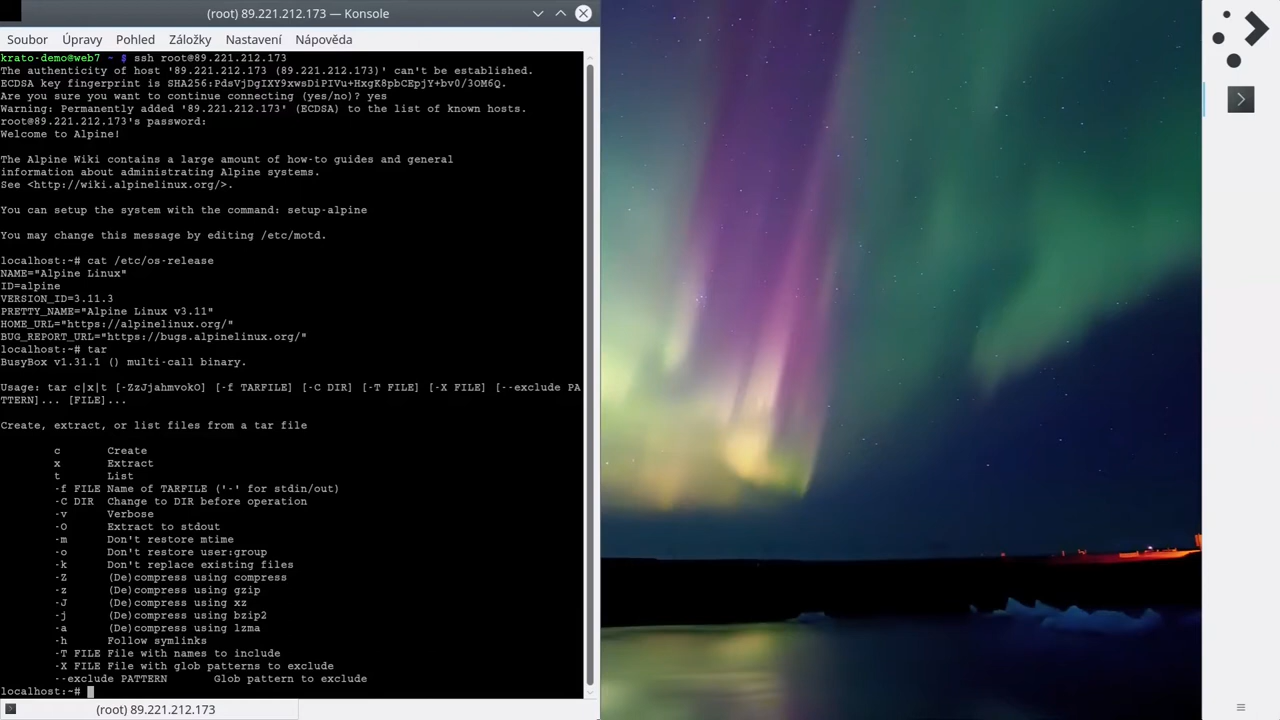 (root) 89.221.212.173 — Konsole
Soubor Úpravy Pohled Záložky Nastavení Nápověda
krato-demo@web7 ~ $ ssh root@89.221.212.173
The authenticity of host '89.221.212.173 (89.221.212.173)' can't be established.
ECDSA key fingerprint is SHA256:PdsVjDgIXY9xwsDiPIVu+HxgK8pbCEpjY+bv0/3OM6Q.
Are you sure you want to continue connecting (yes/no)? yes
Warning: Permanently added '89.221.212.173' (ECDSA) to the list of known hosts.
root@89.221.212.173's password:
Welcome to Alpine!
The Alpine Wiki contains a large amount of how-to guides and general
information about administrating Alpine systems.
See <http://wiki.alpinelinux.org/>.
You can setup the system with the command: setup-alpine
You may change this message by editing /etc/motd.
localhost:~# cat /etc/os-release
NAME="Alpine Linux"
ID=alpine
VERSION_ID=3.11.3
PRETTY_NAME="Alpine Linux v3.11"
HOME_URL="https://alpinelinux.org/"
BUG_REPORT_URL="https://bugs.alpinelinux.org/"
localhost:~# tar
BusyBox v1.31.1 () multi-call binary.
Usage: tar c|x|t [-ZzJjahmvokO] [-f TARFILE] [-C DIR] [-T FILE] [-X FILE] [--exclude PA
TTERN]... [FILE]...
Create, extract, or list files from a tar file
c Create
x Extract
t List
-f FILE Name of TARFILE ('-' for stdin/out)
-C DIR Change to DIR before operation
-v Verbose
-O Extract to stdout
-m Don't restore mtime
-o Don't restore user:group
-k Don't replace existing files
-Z (De)compress using compress
-z (De)compress using gzip
-J (De)compress using xz
-j (De)compress using bzip2
-a (De)compress using lzma
-h Follow symlinks
-T FILE File with names to include
-X FILE File with glob patterns to exclude
--exclude PATTERN Glob pattern to exclude
localhost:~#
(root) 89.221.212.173